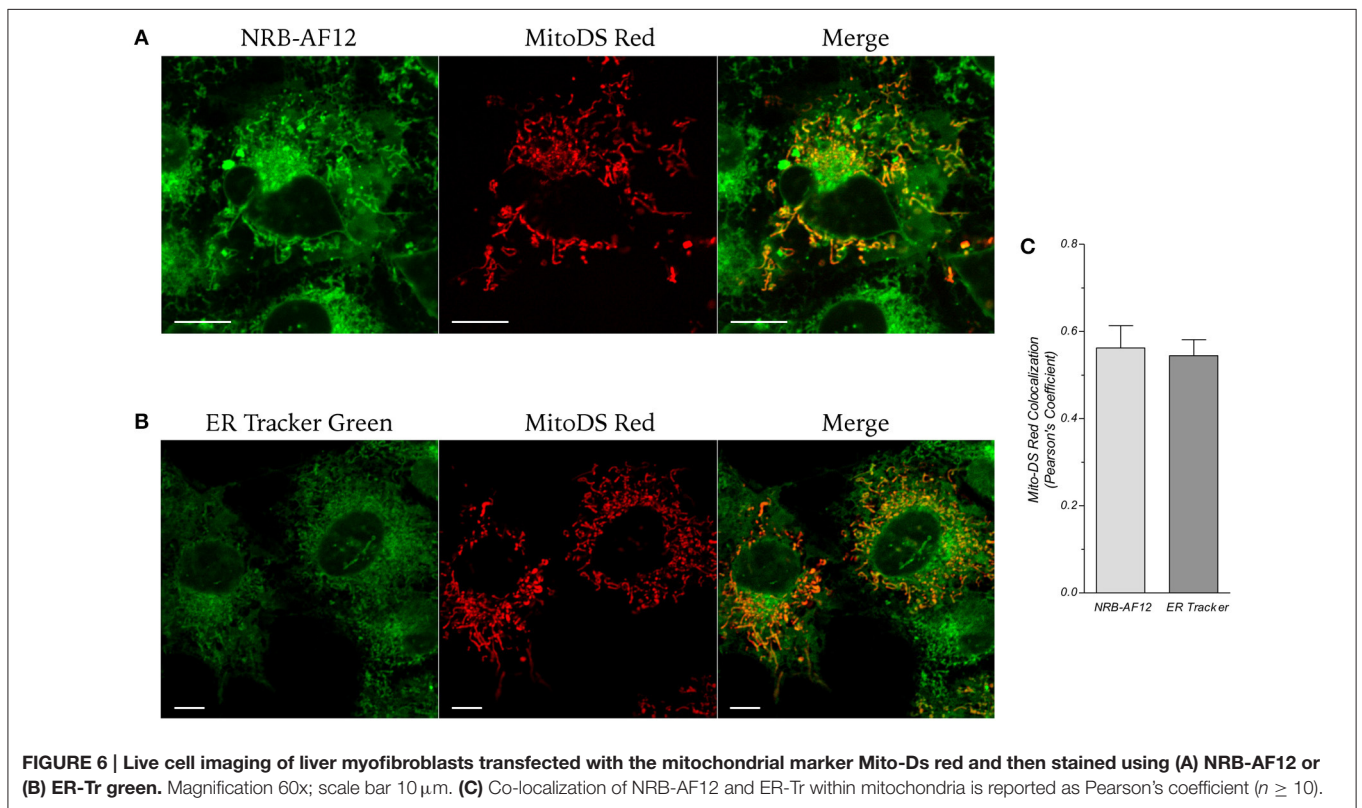 A
NRB-AF12
MitoDS Red
Merge
B
ER Tracker Green
MitoDS Red
Merge
C
Mito-DS Red Colocalization
(Pearson's Coefficient)
0.8
0.6
0.4
0.2
0.0
NRB-AF12
ER Tracker
FIGURE 6 | Live cell imaging of liver myofibroblasts transfected with the mitochondrial marker Mito-Ds red and then stained using (A) NRB-AF12 or
(B) ER-Tr green. Magnification 60x; scale bar 10 μm. (C) Co-localization of NRB-AF12 and ER-Tr within mitochondria is reported as Pearson's coefficient (n ≥ 10).